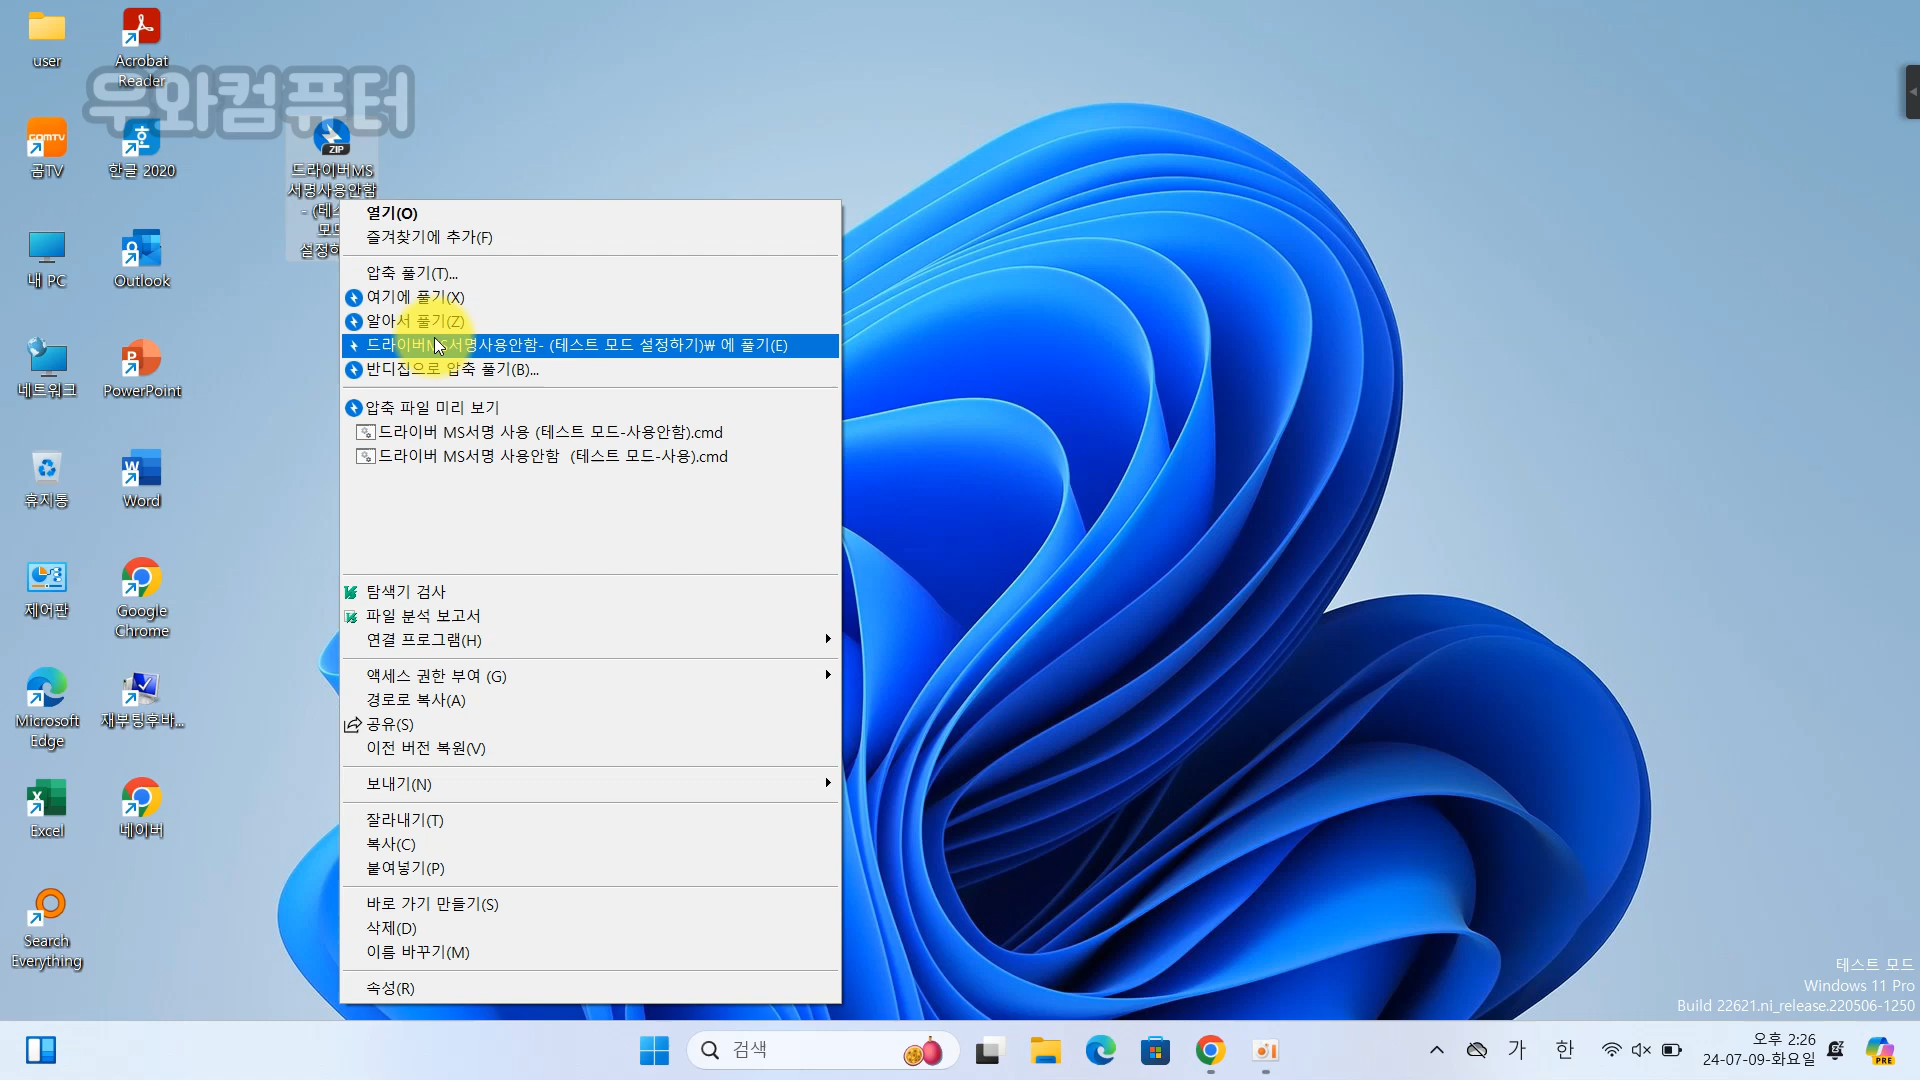 user
Acrobat
Reader
두와컴퓨터
GOMTV
곰TV
한글 2020
ZIP
드라이버MS
서명사용안함
내 PC
Outlook
네트워크
PowerPoint
휴지통
Word
제어판
Google
Chrome
Microsoft
Edge
재부팅후바...
Excel
네이버
Search
Everything
열기(O)
즐겨찾기에 추가(F)
압축 풀기(T)...
여기에 풀기(X)
알아서 풀기(Z)
드라이버MS서명사용안함- (테스트 모드 설정하기)₩ 에 풀기(E)
반디집으로 압축 풀기(B)...
압축 파일 미리 보기
드라이버 MS서명 사용 (테스트 모드-사용안함).cmd
드라이버 MS서명 사용안함  (테스트 모드-사용).cmd
탐색기 검사
파일 분석 보고서
연결 프로그램(H)
액세스 권한 부여 (G)
경로로 복사(A)
공유(S)
이전 버전 복원(V)
보내기(N)
잘라내기(T)
복사(C)
붙여넣기(P)
바로 가기 만들기(S)
삭제(D)
이름 바꾸기(M)
속성(R)
테스트 모드
Windows 11 Pro
Build 22621.ni_release.220506-1250
검색
가
한
오후 2:26
24-07-09-화요일
PRE